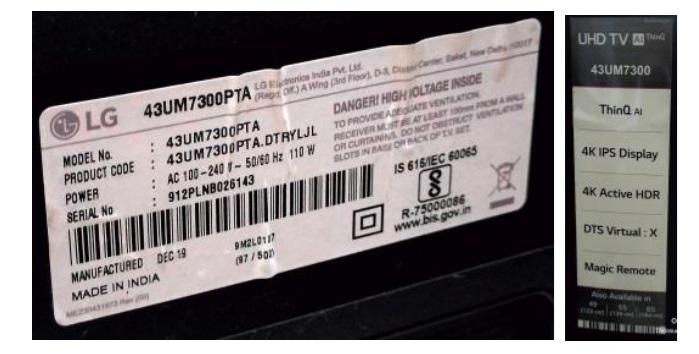 LG
43UM7300PTA
LG Electronics India Pvt. Ltd.
(Regd. Off.) A Wing (3rd Floor), D-3, District Center, Saket, New Delhi
MODEL No. : 43UM7300PTA
PRODUCT CODE : 43UM7300PTA.DTRYLJL
POWER : AC 100-240 V~ 50/60 Hz 110 W
SERIAL No : 912PLNB026143
DANGER! HIGH VOLTAGE INSIDE
TO PROVIDE ADEQUATE VENTILATION,
RECEIVER MUST BE AT LEAST 100mm FROM A WALL
OR CURTAINING. DO NOT OBSTRUCT VENTILATION
SLOTS IN BASE OR BACK OF T.V. SET.
IS 616/IEC 60065
R-75000086
www.bis.gov.in
MANUFACTURED DEC 19
MADE IN INDIA
UHD TV AI ThinQ
43UM7300
ThinQ AI
4K IPS Display
4K Active HDR
DTS Virtual : X
Magic Remote
Also Available in
49 55 65